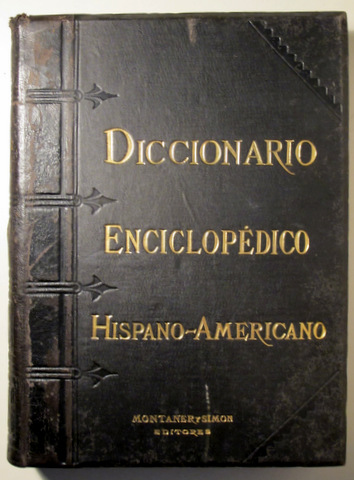 DICCIONARIO
ENCICLOPÉDICO
HISPANO-AMERICANO
MONTANER Y SIMON
EDITORES